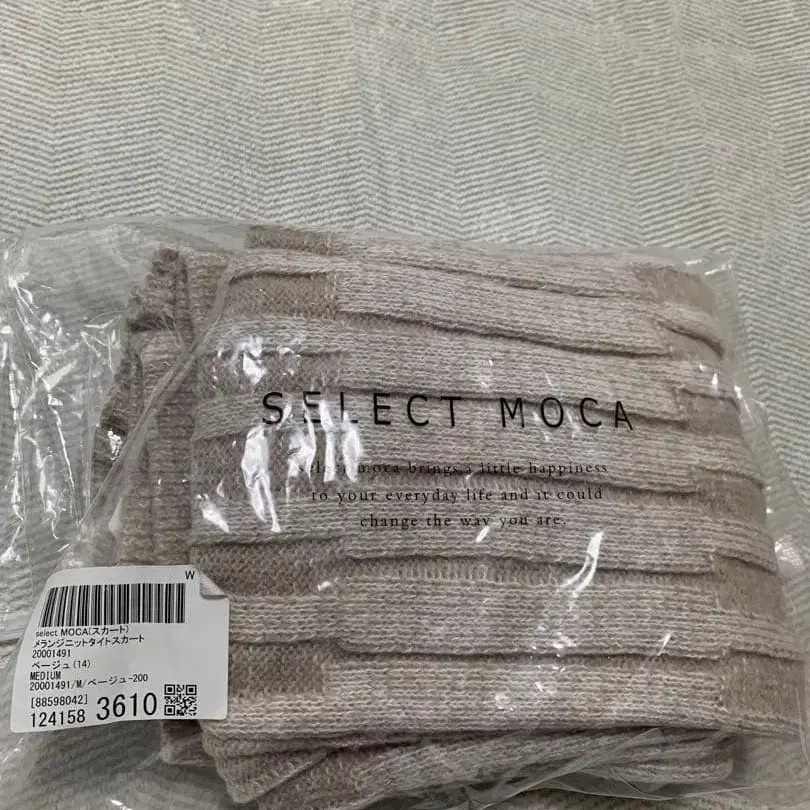 SELECT MOCA
select moca brings a little happiness
to your everyday life and it could
change the way you are.
W
select MOCA(スカート)
メランジニットタイトスカート
20001491
ベージュ(14)
MEDIUM
20001491/M/ベージュ-200
[88598042]
124158 3610